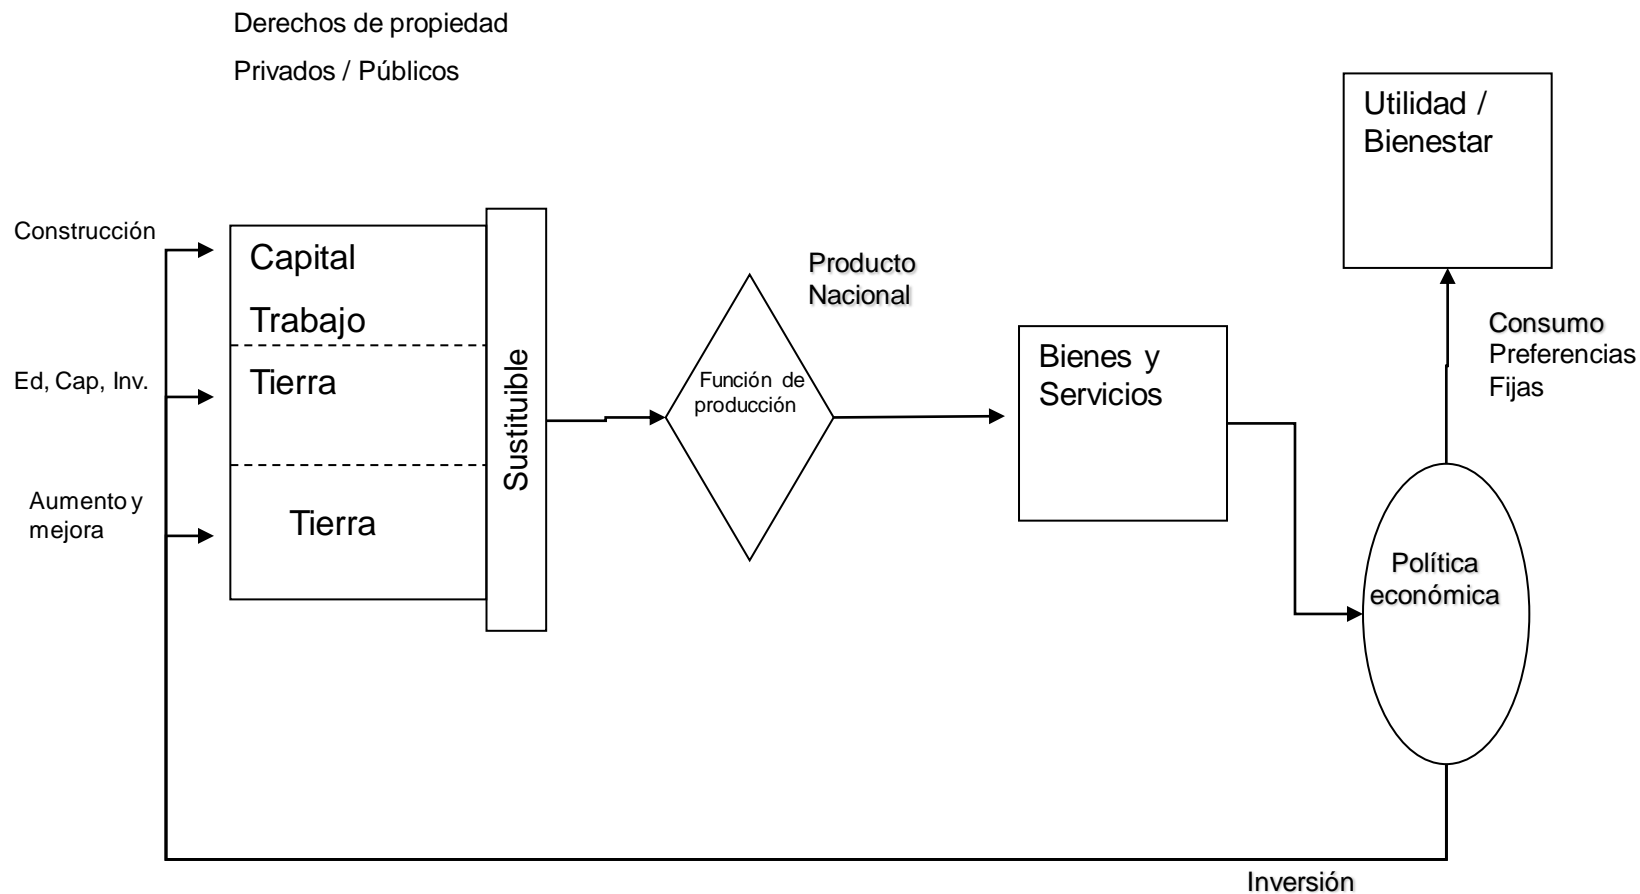 Derechos de propiedad
Privados / Públicos
Utilidad /
Bienestar
Construcción
Capital
Trabajo
Ed, Cap, Inv.
Tierra
Aumento y
mejora
Tierra
Sustituible
Función de
producción
Producto
Nacional
Bienes y
Servicios
Consumo
Preferencias
Fijas
Política
económica
Inversión